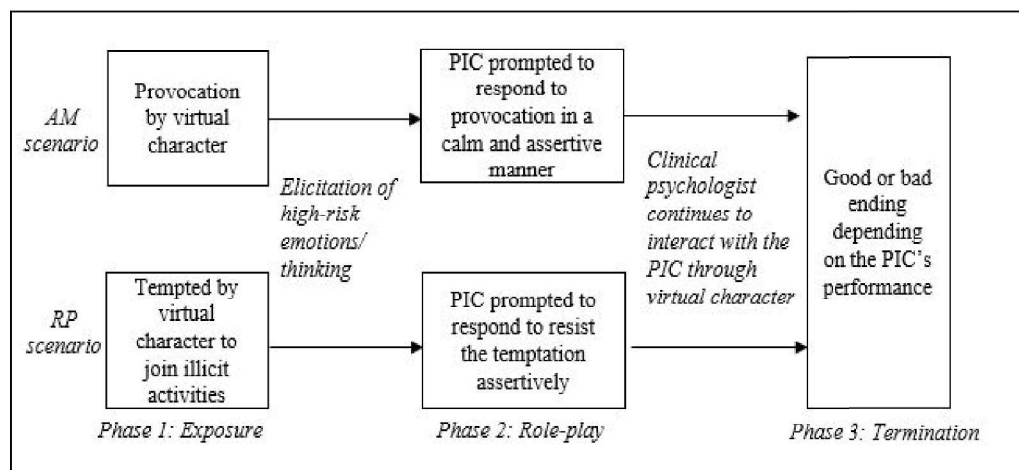 AM
scenario
Provocation
by virtual
character
Elicitation of
high-risk
emotions/
thinking
PIC prompted to
respond to
provocation in a
calm and assertive
manner
Clinical
psychologist
continues to
interact with the
PIC through
virtual character
Good or bad
ending
depending
on the PIC's
performance
RP
scenario
Tempted by
virtual
character to
join illicit
activities
PIC prompted to
respond to resist
the temptation
assertively
Phase 1: Exposure
Phase 2: Role-play
Phase 3: Termination